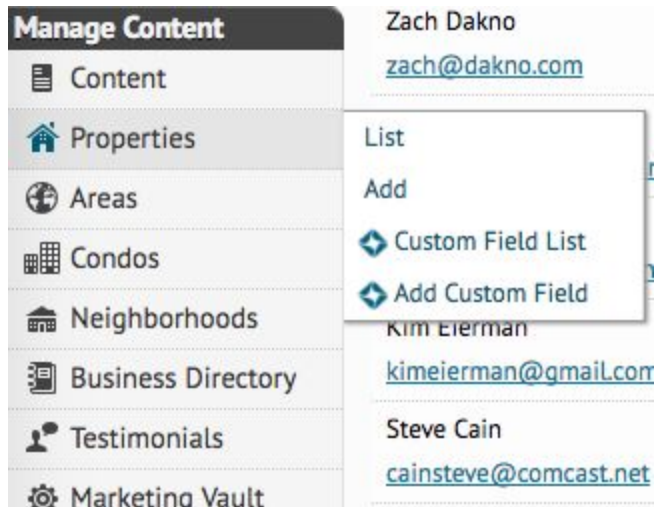 Manage Content
Content
Properties
Areas
Condos
Neighborhoods
Business Directory
Testimonials
Marketing Vault
List
Add
Custom Field List
Add Custom Field
Zach Dakno
zach@dakno.com
Kim Eierman
kimeierman@gmail.com
Steve Cain
cainsteve@comcast.net